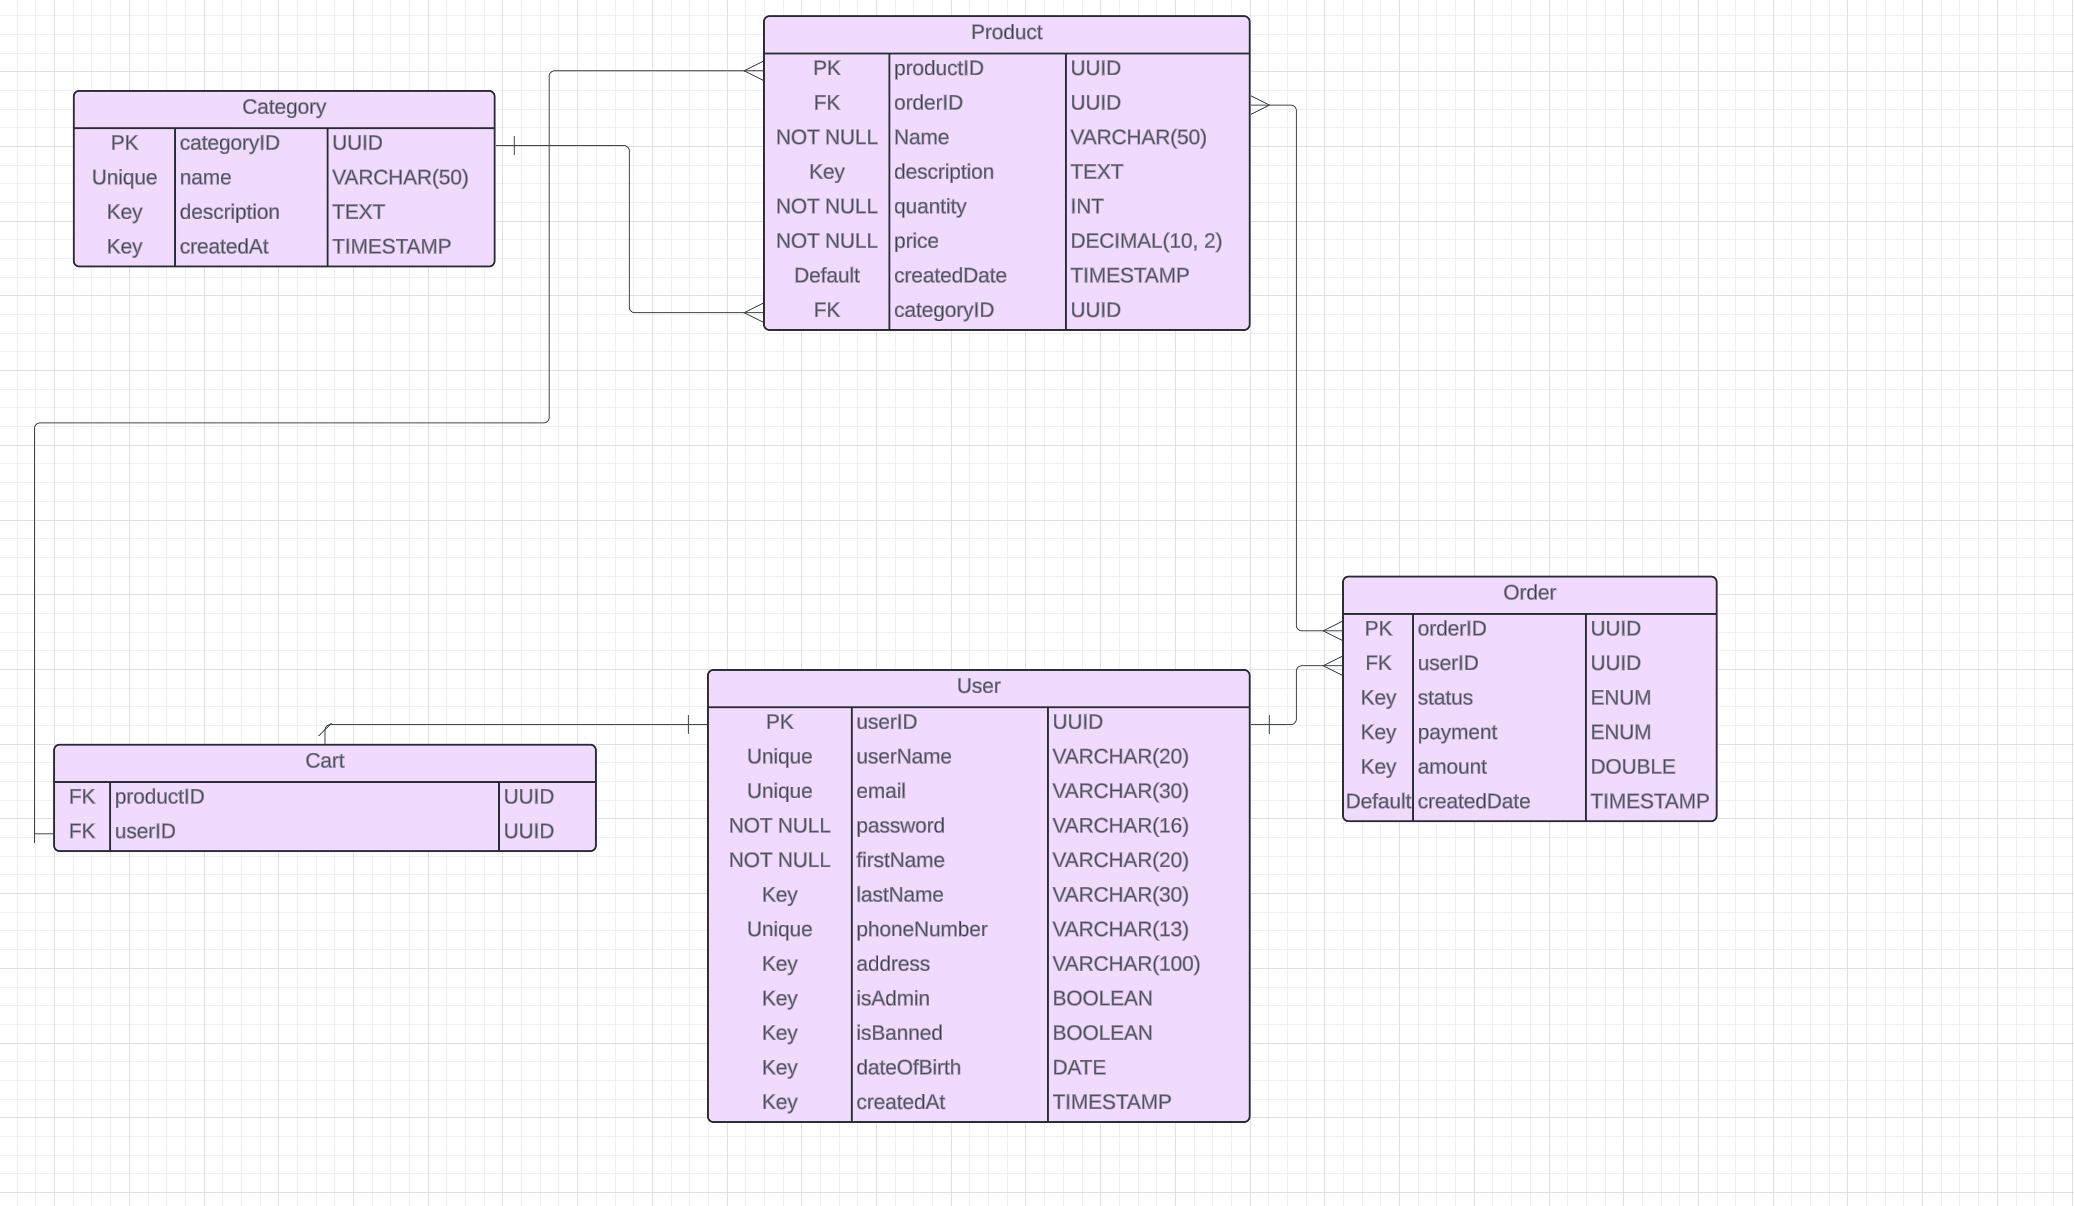 Product
PK productID UUID
FK orderID UUID
NOT NULL Name VARCHAR(50)
Key description TEXT
NOT NULL quantity INT
NOT NULL price DECIMAL(10, 2)
Default createdDate TIMESTAMP
FK categoryID UUID
Category
PK categoryID UUID
Unique name VARCHAR(50)
Key description TEXT
Key createdAt TIMESTAMP
Order
PK orderID UUID
FK userID UUID
Key status ENUM
Key payment ENUM
Key amount DOUBLE
Default createdDate TIMESTAMP
User
PK userID UUID
Unique userName VARCHAR(20)
Unique email VARCHAR(30)
NOT NULL password VARCHAR(16)
NOT NULL firstName VARCHAR(20)
Key lastName VARCHAR(30)
Unique phoneNumber VARCHAR(13)
Key address VARCHAR(100)
Key isAdmin BOOLEAN
Key isBanned BOOLEAN
Key dateOfBirth DATE
Key createdAt TIMESTAMP
Cart
FK productID UUID
FK userID UUID